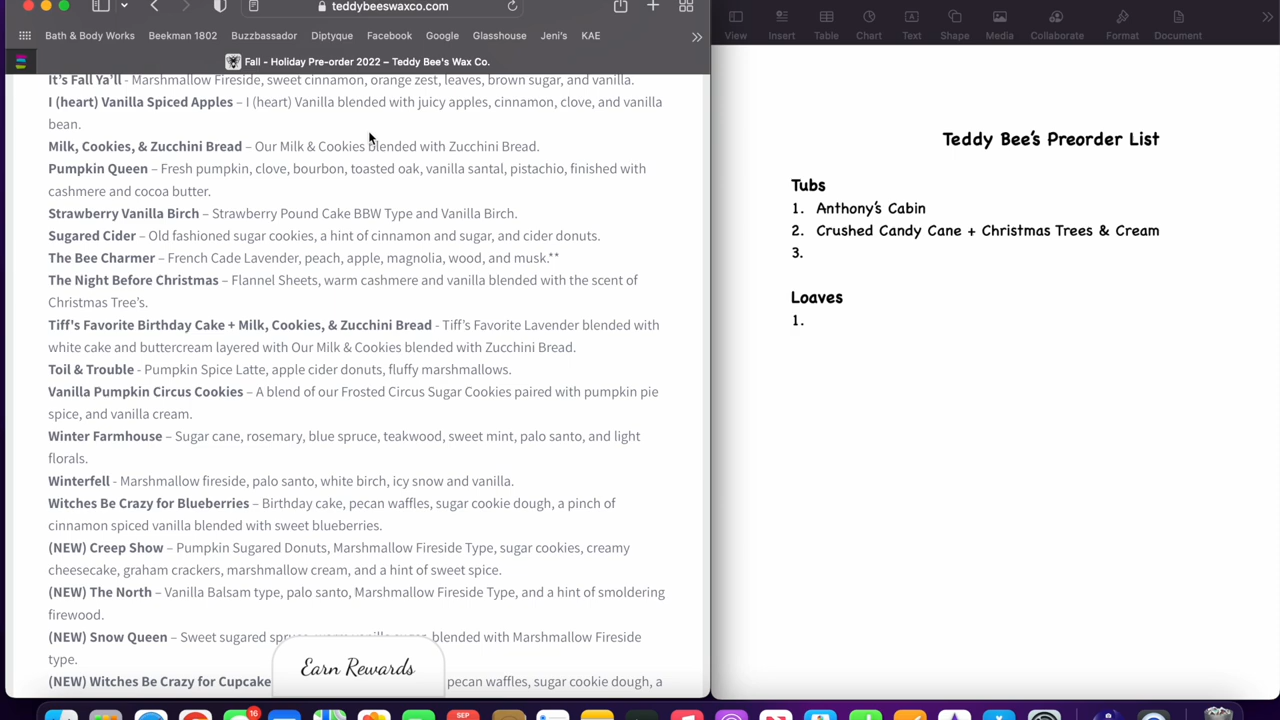 teddybeeswaxco.com
Bath & Body Works Beekman 1802 Buzzbassador Diptyque Facebook Google Glasshouse Jeni's KAE
Fall - Holiday Pre-order 2022 – Teddy Bee's Wax Co.
It's Fall Ya'll - Marshmallow Fireside, sweet cinnamon, orange zest, leaves, brown sugar, and vanilla.
I (heart) Vanilla Spiced Apples – I (heart) Vanilla blended with juicy apples, cinnamon, clove, and vanilla
bean.
Milk, Cookies, & Zucchini Bread – Our Milk & Cookies blended with Zucchini Bread.
Pumpkin Queen – Fresh pumpkin, clove, bourbon, toasted oak, vanilla santal, pistachio, finished with
cashmere and cocoa butter.
Strawberry Vanilla Birch – Strawberry Pound Cake BBW Type and Vanilla Birch.
Sugared Cider – Old fashioned sugar cookies, a hint of cinnamon and sugar, and cider donuts.
The Bee Charmer – French Cade Lavender, peach, apple, magnolia, wood, and musk.**
The Night Before Christmas – Flannel Sheets, warm cashmere and vanilla blended with the scent of
Christmas Tree's.
Tiff's Favorite Birthday Cake + Milk, Cookies, & Zucchini Bread - Tiff's Favorite Lavender blended with
white cake and buttercream layered with Our Milk & Cookies blended with Zucchini Bread.
Toil & Trouble - Pumpkin Spice Latte, apple cider donuts, fluffy marshmallows.
Vanilla Pumpkin Circus Cookies – A blend of our Frosted Circus Sugar Cookies paired with pumpkin pie
spice, and vanilla cream.
Winter Farmhouse – Sugar cane, rosemary, blue spruce, teakwood, sweet mint, palo santo, and light
florals.
Winterfell - Marshmallow fireside, palo santo, white birch, icy snow and vanilla.
Witches Be Crazy for Blueberries – Birthday cake, pecan waffles, sugar cookie dough, a pinch of
cinnamon spiced vanilla blended with sweet blueberries.
(NEW) Creep Show – Pumpkin Sugared Donuts, Marshmallow Fireside Type, sugar cookies, creamy
cheesecake, graham crackers, marshmallow cream, and a hint of sweet spice.
(NEW) The North – Vanilla Balsam type, palo santo, Marshmallow Fireside Type, and a hint of smoldering
firewood.
(NEW) Snow Queen – Sweet sugared spruce, warm vanilla sugar, blended with Marshmallow Fireside
type.
(NEW) Witches Be Crazy for Cupcake pecan waffles, sugar cookie dough, a
Earn Rewards
View Insert Table Chart Text Shape Media Collaborate Format Document
Teddy Bee's Preorder List
Tubs
1. Anthony's Cabin
2. Crushed Candy Cane + Christmas Trees & Cream
3.
Loaves
1.
16
SEP